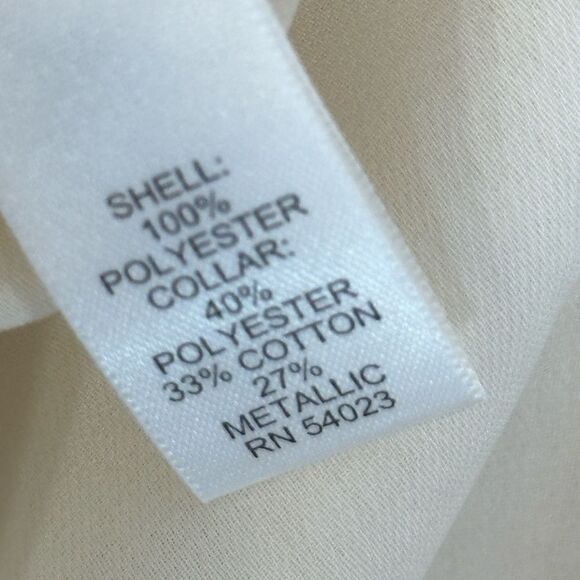 SHELL:
100%
POLYESTER
COLLAR:
40%
POLYESTER
33% COTTON
27%
METALLIC
RN 54023